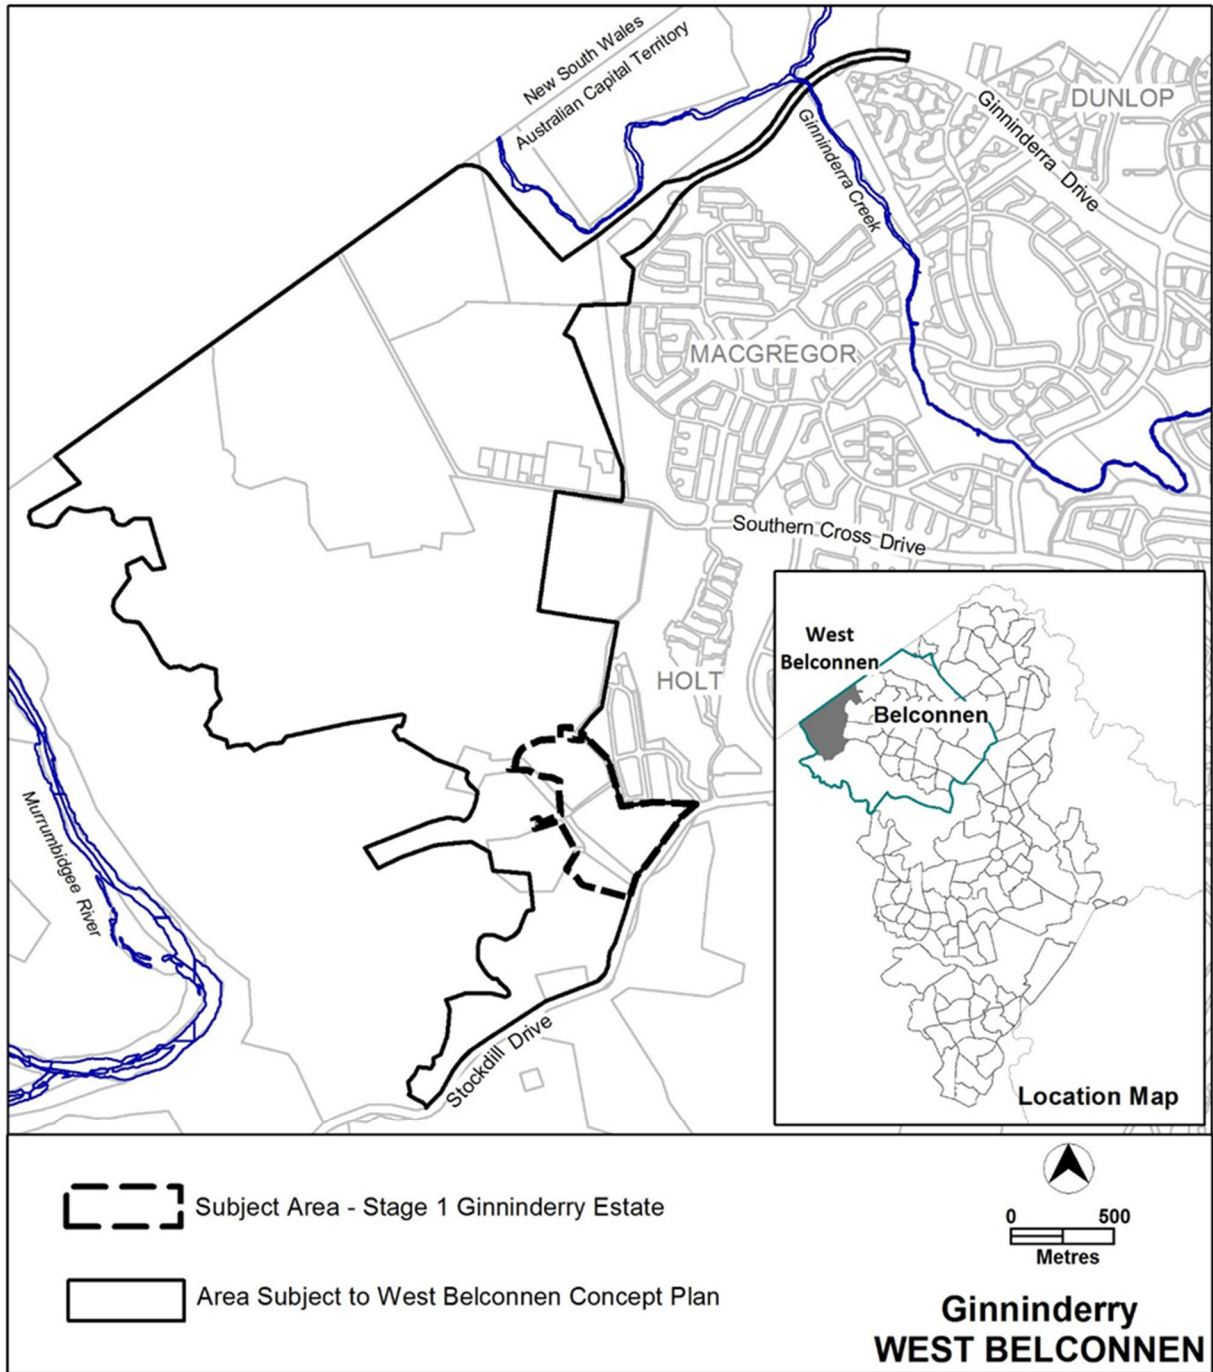 New South Wales
Australian Capital Territory
DUNLOP
Ginninderra Drive
Ginninderra Creek
MACGREGOR
Southern Cross Drive
HOLT
West
Belconnen
Belconnen
Murrumbidgee River
Stockdill Drive
Location Map
Subject Area - Stage 1 Ginninderry Estate
0 500
Metres
Area Subject to West Belconnen Concept Plan
Ginninderry
WEST BELCONNEN